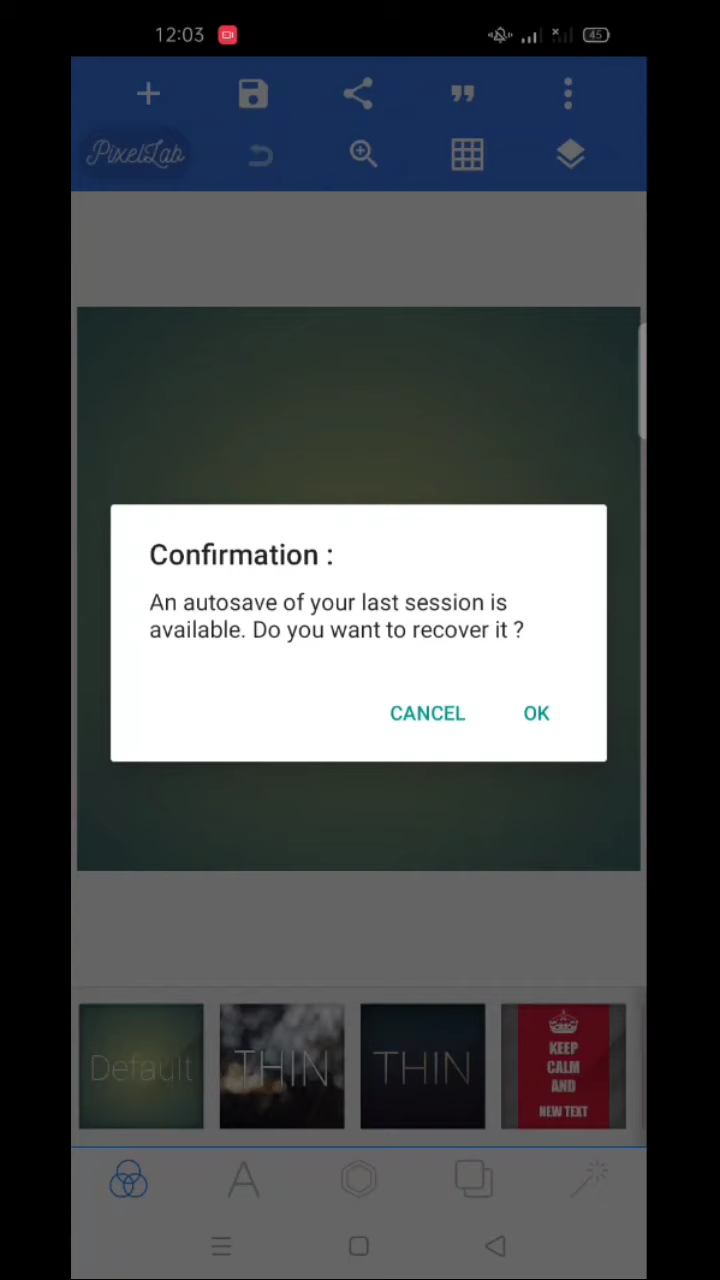 12:03
45
PixelLab
Confirmation :
An autosave of your last session is
available. Do you want to recover it ?
CANCEL OK
Default
THIN
THIN
KEEP
CALM
AND
NEW TEXT
A